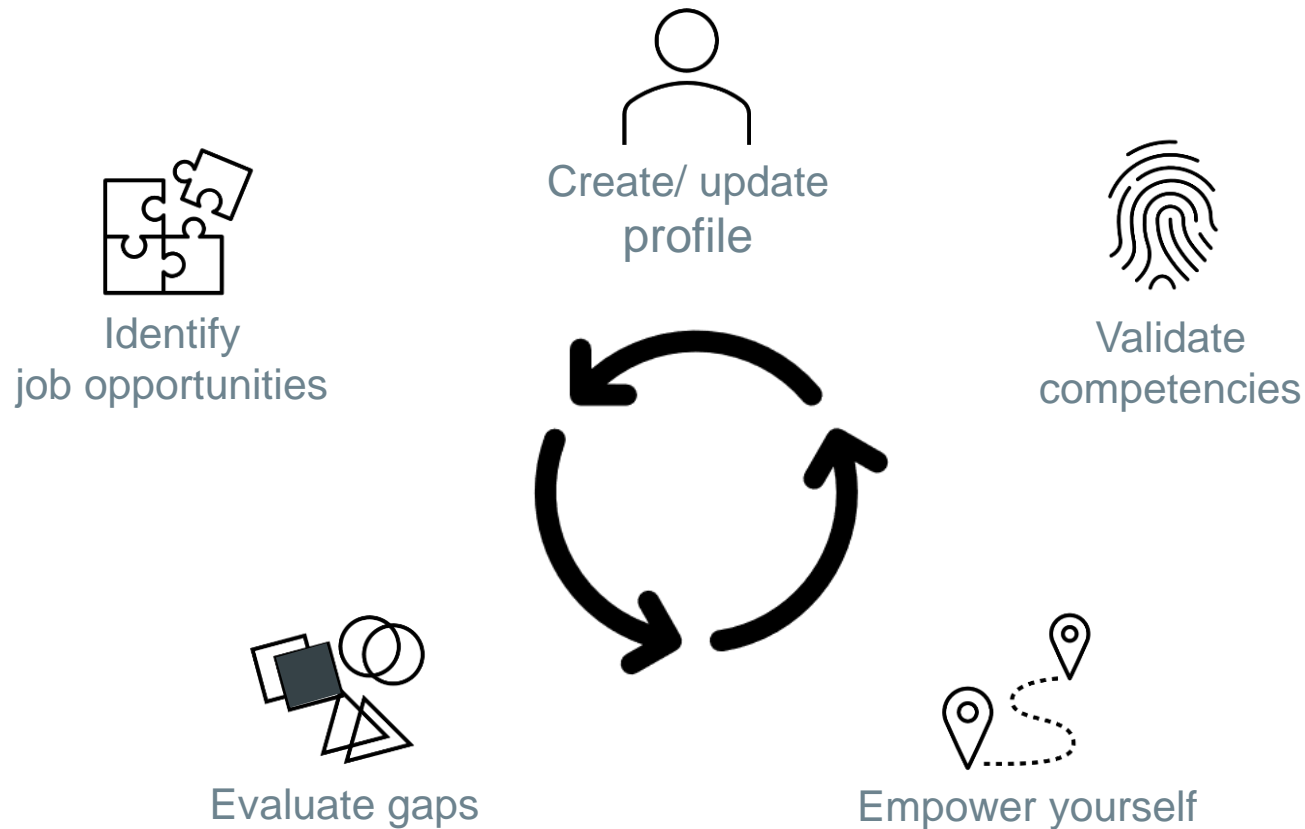 Create/ update
profile
Identify
job opportunities
Validate
competencies
Evaluate gaps
Empower yourself